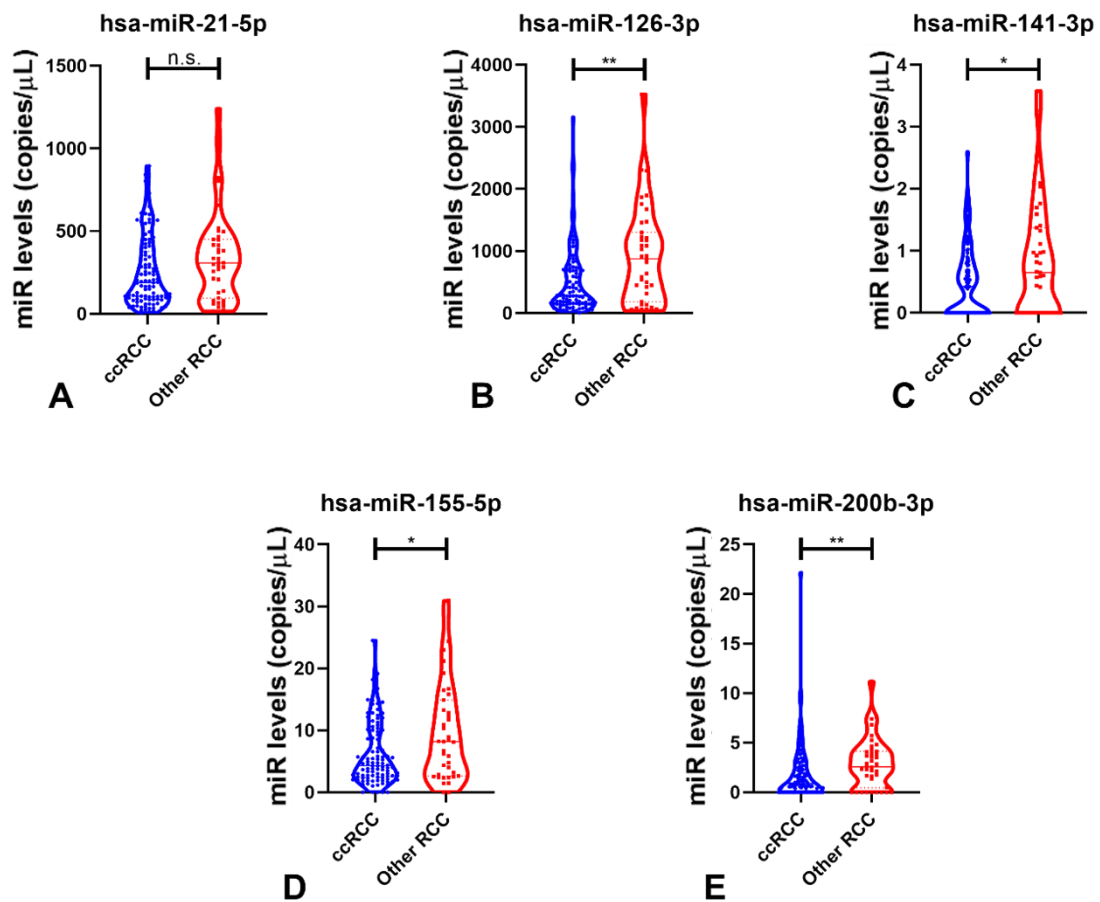 hsa-miR-21-5p
miR levels (copies/μL)
1500
1000
500
0
n.s.
ccRCC
Other RCC
A
hsa-miR-126-3p
miR levels (copies/μL)
4000
3000
2000
1000
0
**
ccRCC
Other RCC
B
hsa-miR-141-3p
miR levels (copies/μL)
4
3
2
1
0
*
ccRCC
Other RCC
C
hsa-miR-155-5p
miR levels (copies/μL)
40
30
20
10
0
*
ccRCC
Other RCC
D
hsa-miR-200b-3p
miR levels (copies/μL)
25
20
15
10
5
0
**
ccRCC
Other RCC
E